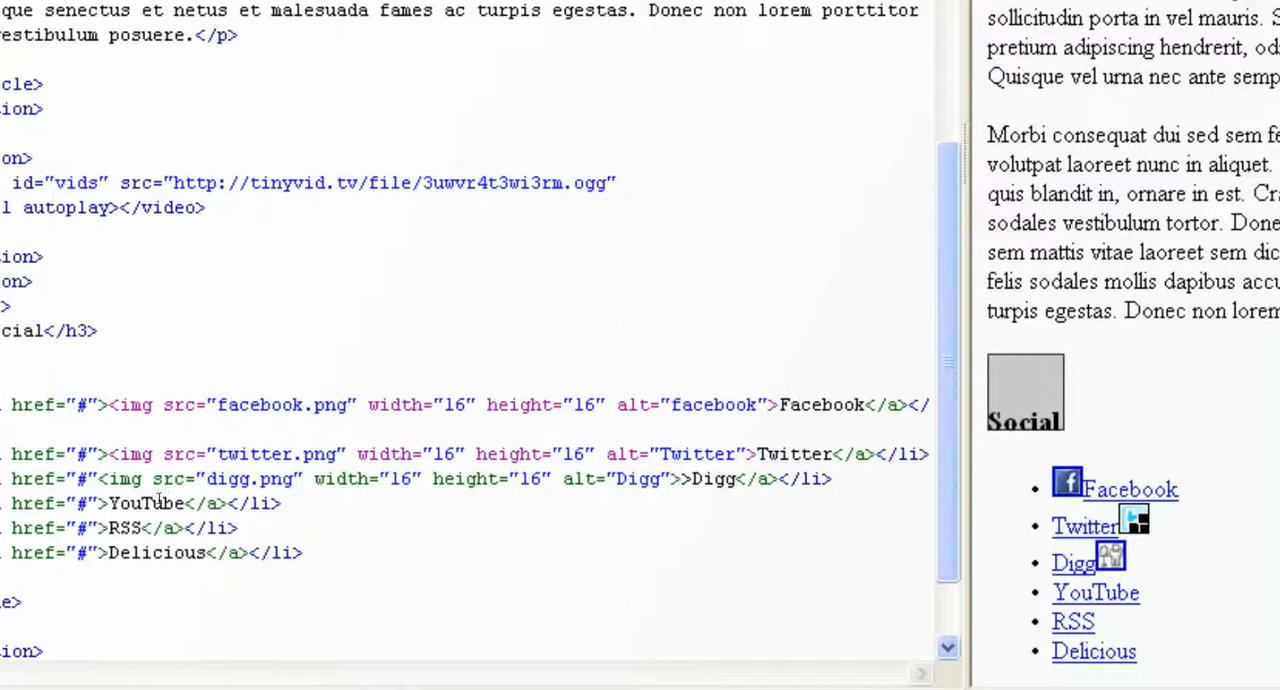 que senectus et netus et malesuada fames ac turpis egestas. Donec non lorem porttitor
vestibulum posuere.</p>
cle>
ion>
on>
id="vids" src="http://tinyvid.tv/file/3uwvr4t3wi3rm.ogg"
l autoplay></video>
ion>
on>
>
cial</h3>
href="#"><img src="facebook.png" width="16" height="16" alt="facebook">Facebook</a></
href="#"><img src="twitter.png" width="16" height="16" alt="Twitter">Twitter</a></li>
href="#"<img src="digg.png" width="16" height="16" alt="Digg">>Digg</a></li>
href="#">YouTube</a></li>
href="#">RSS</a></li>
href="#">Delicious</a></li>
e>
ion>
sollicitudin porta in vel mauris. S
pretium adipiscing hendrerit, od
Quisque vel urna nec ante semp
Morbi consequat dui sed sem fe
volutpat laoreet nunc in aliquet.
quis blandit in, ornare in est. Cra
sodales vestibulum tortor. Done
sem mattis vitae laoreet sem dic
felis sodales mollis dapibus accu
turpis egestas. Donec non lorem
Social
Facebook
Twitter
Digg
YouTube
RSS
Delicious